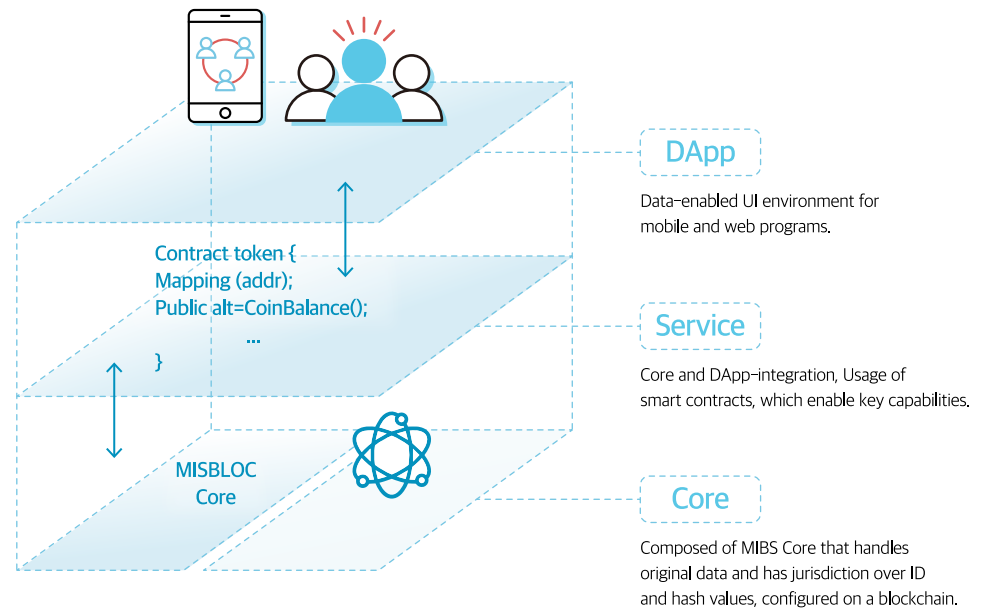 DApp
Data-enabled UI environment for
mobile and web programs.
Contract token {
Mapping (addr);
Public alt=CoinBalance();
...
}
Service
Core and DApp-integration, Usage of
smart contracts, which enable key capabilities.
MISBLOC
Core
Core
Composed of MIBS Core that handles
original data and has jurisdiction over ID
and hash values, configured on a blockchain.